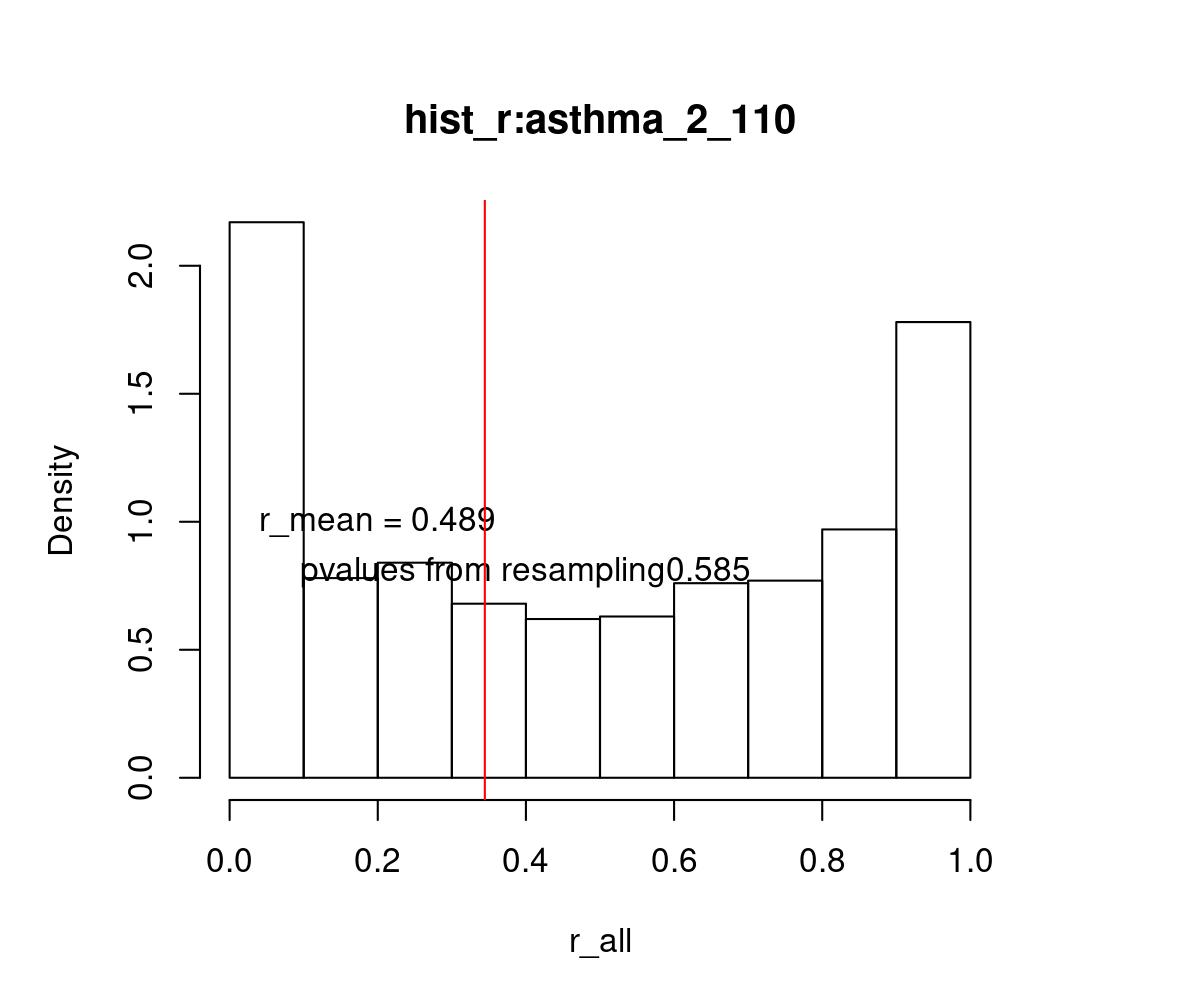 hist_r:asthma_2_110
Density
2.0
1.5
1.0
0.5
0.0
r_mean = 0.489
pvalues from resampling0.585
0.0 0.2 0.4 0.6 0.8 1.0
r_all